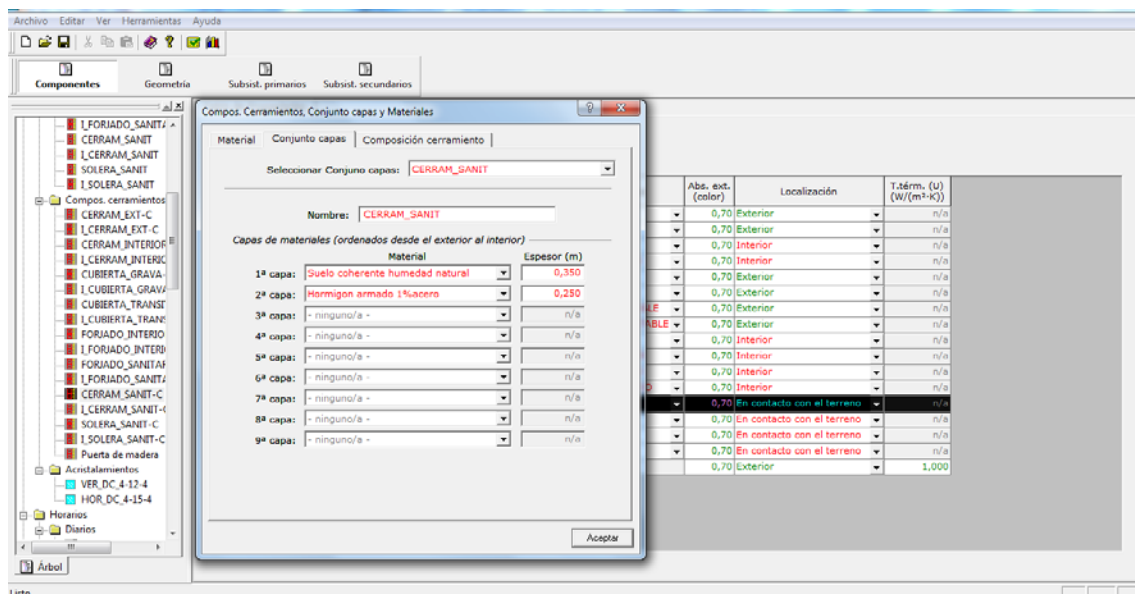 Archivo Editar Ver Herramientas Ayuda
Componentes Geometría Subsist. primarios Subsist. secundarios
I_FORJADO_SANITA
CERRAM_SANIT
I_CERRAM_SANIT
SOLERA_SANIT
I_SOLERA_SANIT
Compos. cerramientos
CERRAM_EXT-C
I_CERRAM_EXT-C
CERRAM_INTERIOR
I_CERRAM_INTERIC
CUBIERTA_GRAVA-
I_CUBIERTA_GRAVA
CUBIERTA_TRANSI
I_CUBIERTA_TRANS
FORJADO_INTERIO
I_FORJADO_INTERI
FORJADO_SANITAF
I_FORJADO_SANITA
CERRAM_SANIT-C
I_CERRAM_SANIT-C
SOLERA_SANIT-C
I_SOLERA_SANIT-C
Puerta de madera
Acristalamientos
VER_DC_4-12-4
HOR_DC_4-15-4
Horarios
Diarios
Árbol
Listo
Compos. Cerramientos, Conjunto capas y Materiales
Material Conjunto capas Composición cerramiento
Seleccionar Conjuno capas: CERRAM_SANIT
Nombre: CERRAM_SANIT
Capas de materiales (ordenados desde el exterior al interior)
Material Espesor (m)
1ª capa: Suelo coherente humedad natural 0,350
2ª capa: Hormigon armado 1%acero 0,250
3ª capa: - ninguno/a - n/a
4ª capa: - ninguno/a - n/a
5ª capa: - ninguno/a - n/a
6ª capa: - ninguno/a - n/a
7ª capa: - ninguno/a - n/a
8ª capa: - ninguno/a - n/a
9ª capa: - ninguno/a - n/a
Aceptar
Abs. ext. (color) Localización T.térm. (U) (W/(m²·K))
0,70 Exterior n/a
0,70 Exterior n/a
0,70 Interior n/a
0,70 Interior n/a
0,70 Exterior n/a
0,70 Exterior n/a
LE 0,70 Exterior n/a
ABLE 0,70 Exterior n/a
0,70 Interior n/a
0,70 Interior n/a
0,70 Interior n/a
O 0,70 Interior n/a
0,70 En contacto con el terreno n/a
0,70 En contacto con el terreno n/a
0,70 En contacto con el terreno n/a
0,70 En contacto con el terreno n/a
0,70 Exterior 1,000